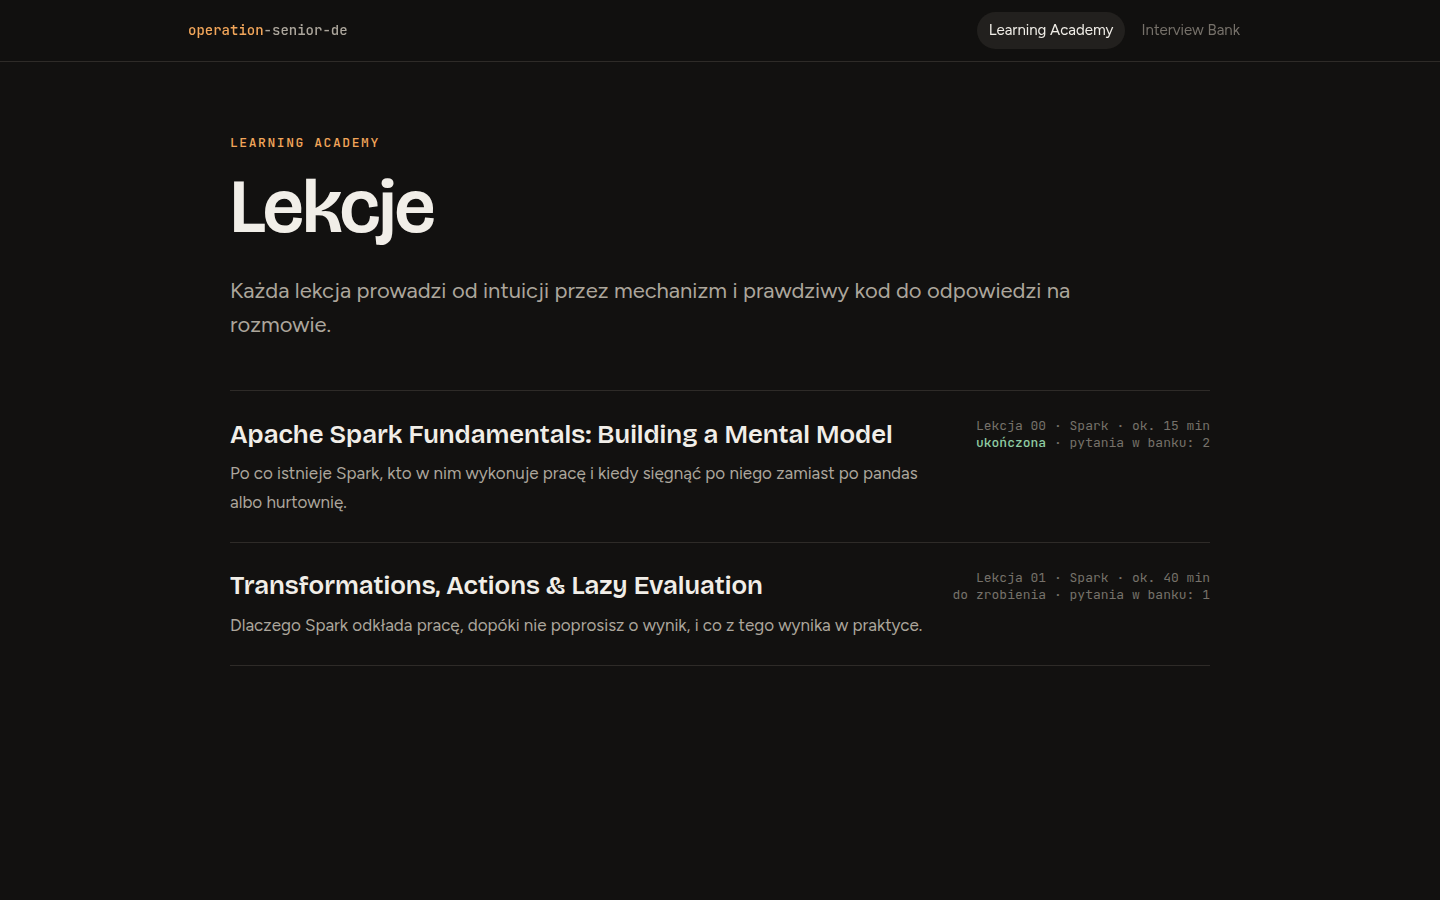 operation-senior-de
Learning Academy
Interview Bank
LEARNING ACADEMY
Lekcje
Każda lekcja prowadzi od intuicji przez mechanizm i prawdziwy kod do odpowiedzi na
rozmowie.
Apache Spark Fundamentals: Building a Mental Model
Lekcja 00 · Spark · ok. 15 min
ukończona · pytania w banku: 2
Po co istnieje Spark, kto w nim wykonuje pracę i kiedy sięgnąć po niego zamiast po pandas
albo hurtownię.
Transformations, Actions & Lazy Evaluation
Lekcja 01 · Spark · ok. 40 min
do zrobienia · pytania w banku: 1
Dlaczego Spark odkłada pracę, dopóki nie poprosisz o wynik, i co z tego wynika w praktyce.